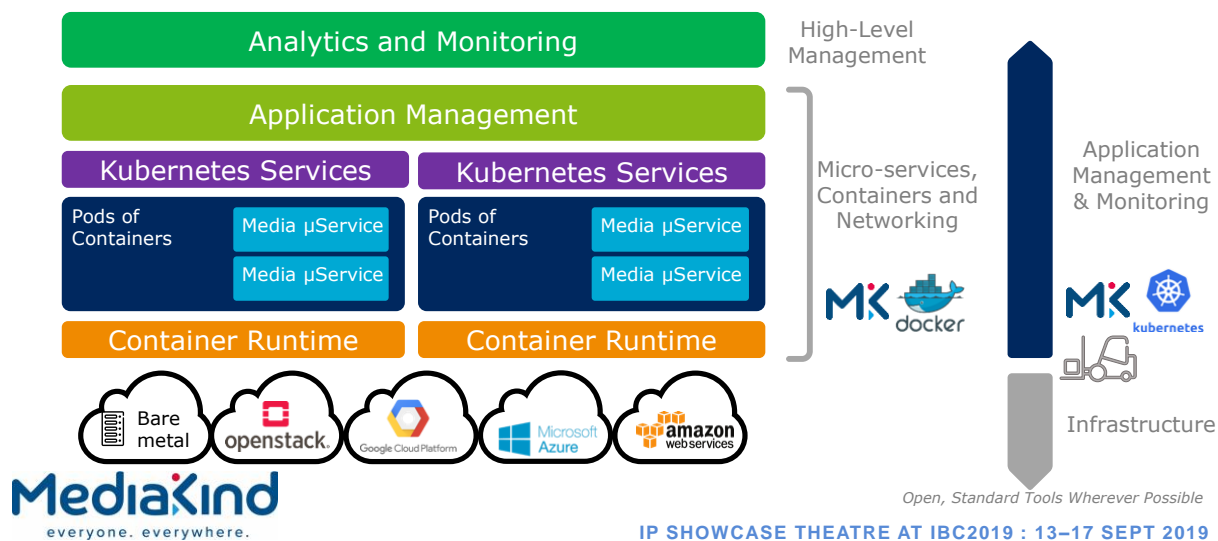 Analytics and Monitoring
High-Level
Management
Application Management
Kubernetes Services
Kubernetes Services
Pods of
Containers
Media µService
Media µService
Pods of
Containers
Media µService
Media µService
Container Runtime
Container Runtime
Micro-services,
Containers and
Networking
MK
docker
Application
Management
& Monitoring
MK
kubernetes
Bare
metal
openstack.
Google Cloud Platform
Microsoft
Azure
amazon
web services
Infrastructure
MediaKind
everyone. everywhere.
Open, Standard Tools Wherever Possible
IP SHOWCASE THEATRE AT IBC2019 : 13–17 SEPT 2019